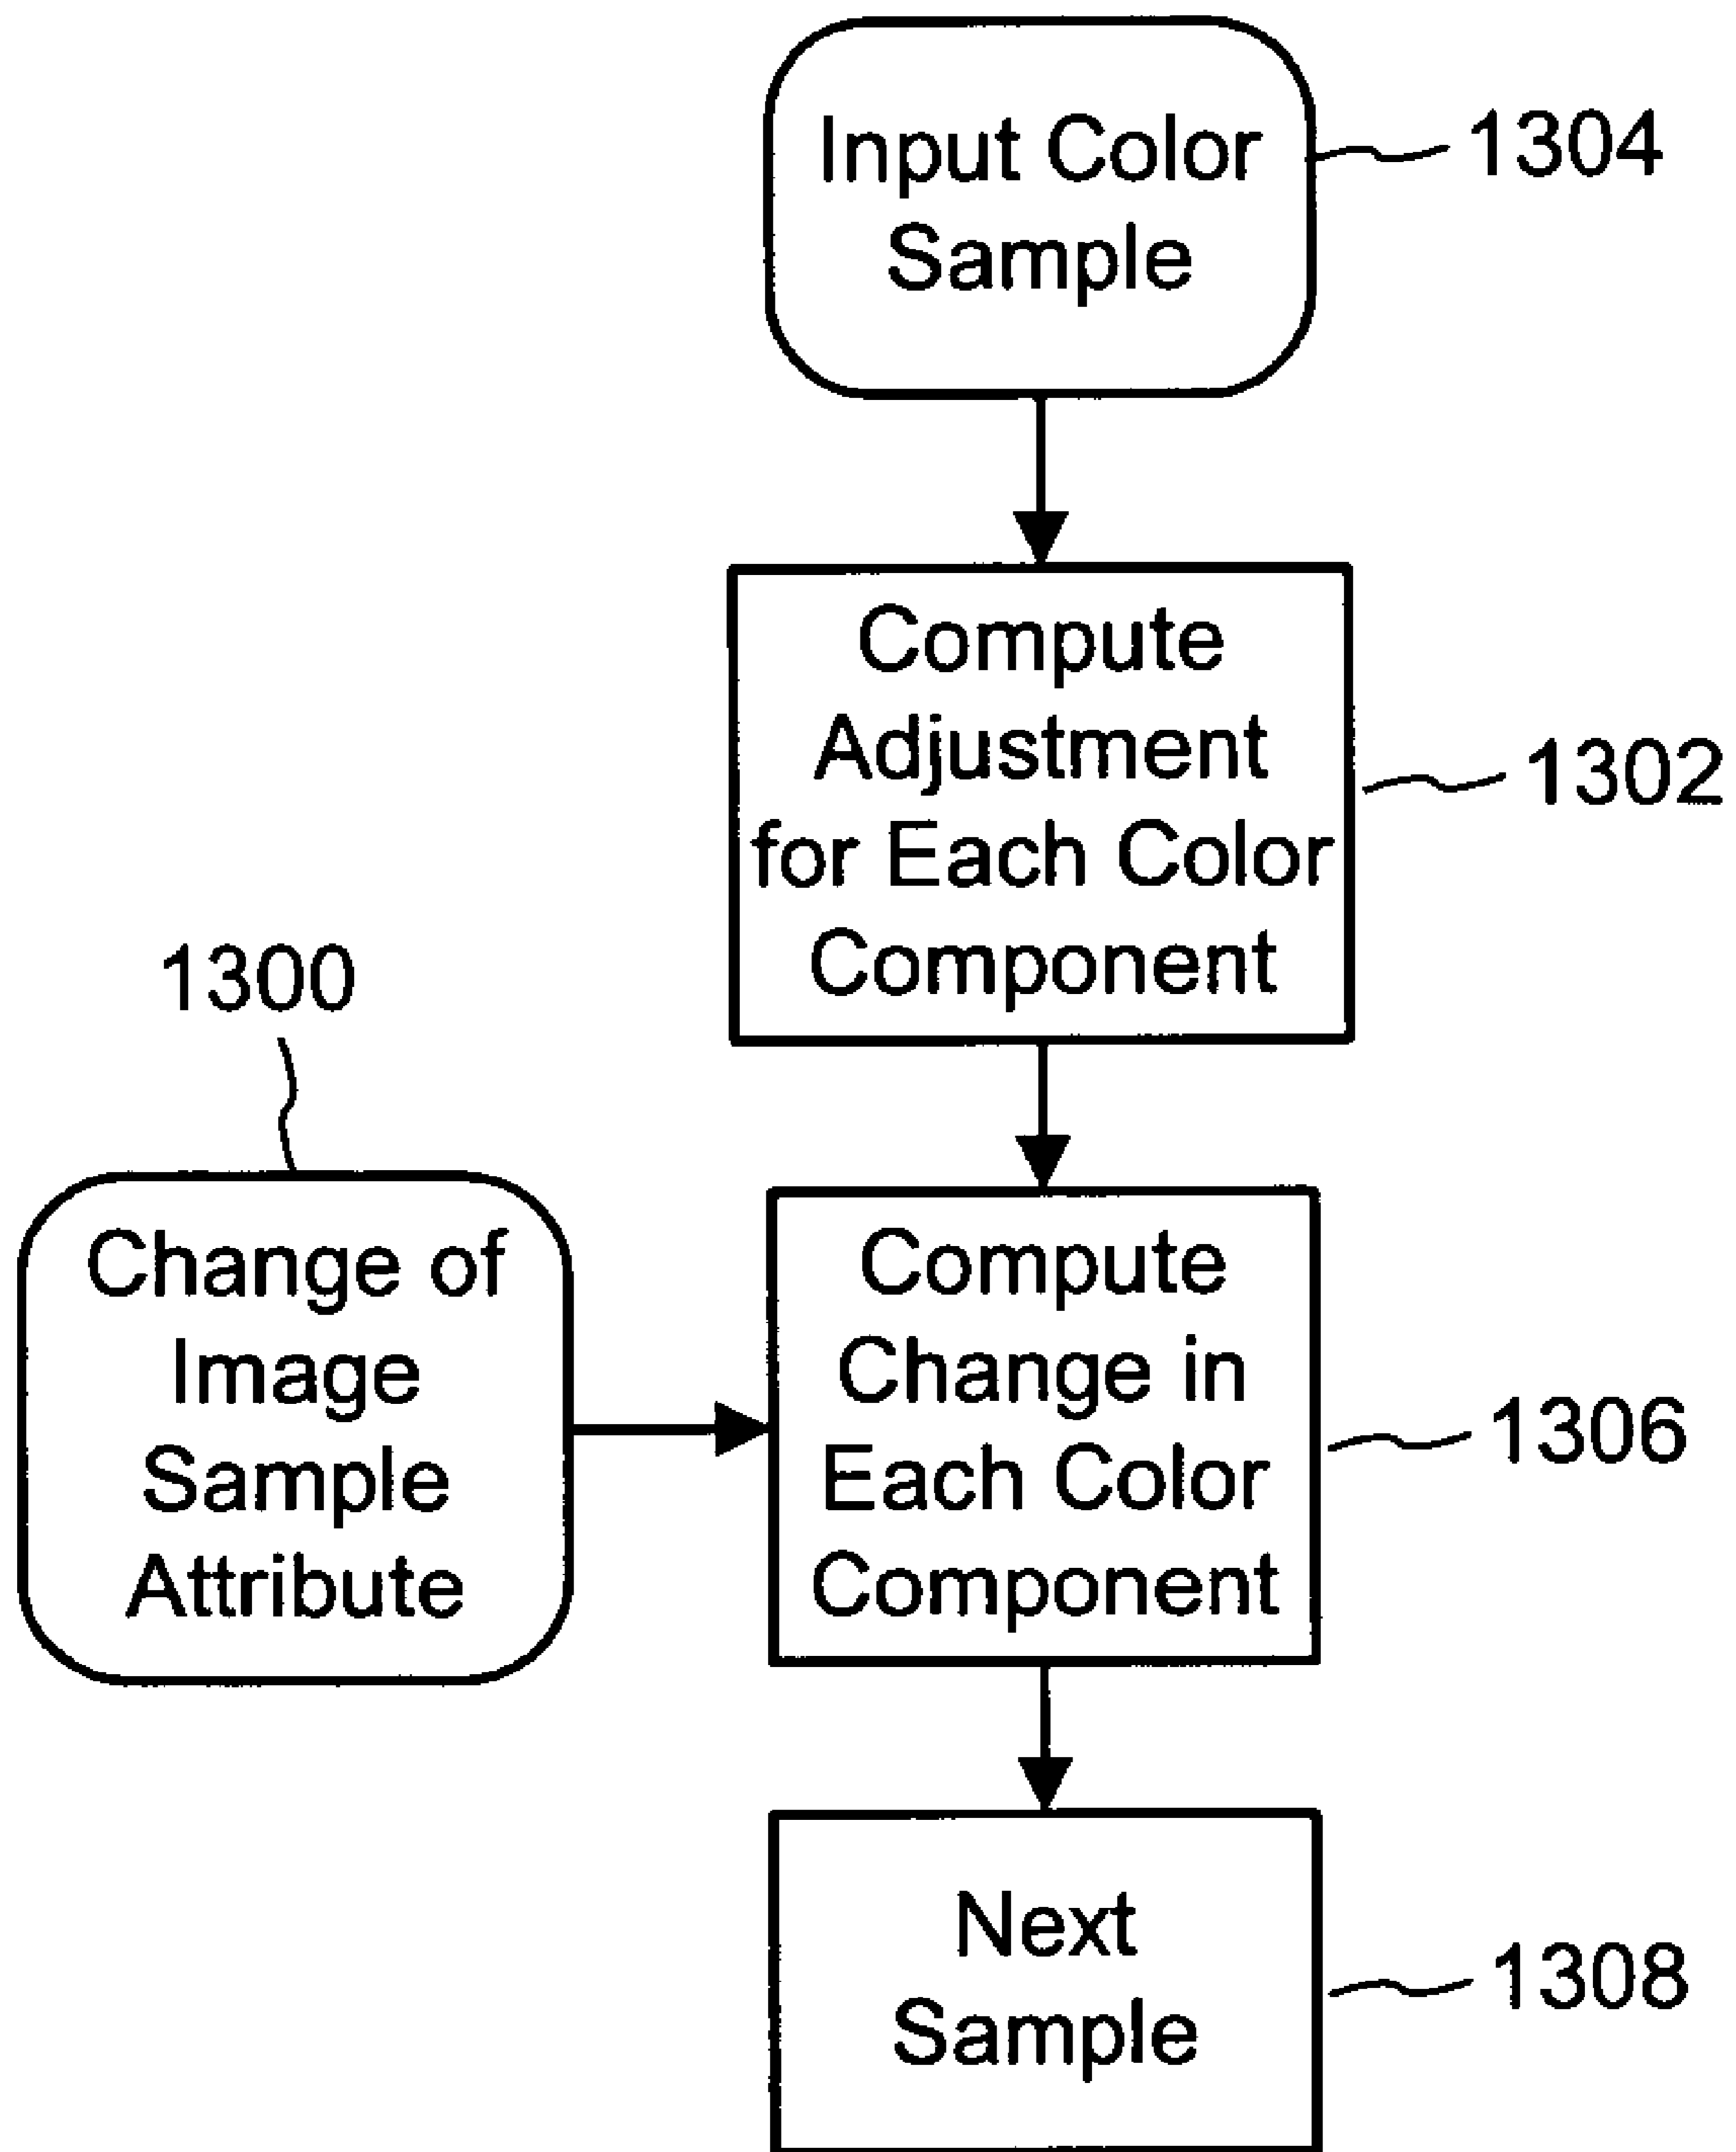 Input Color
Sample
1304
Compute
Adjustment
for Each Color
Component
1302
1300
Change of
Image
Sample
Attribute
Compute
Change in
Each Color
Component
1306
Next
Sample
1308